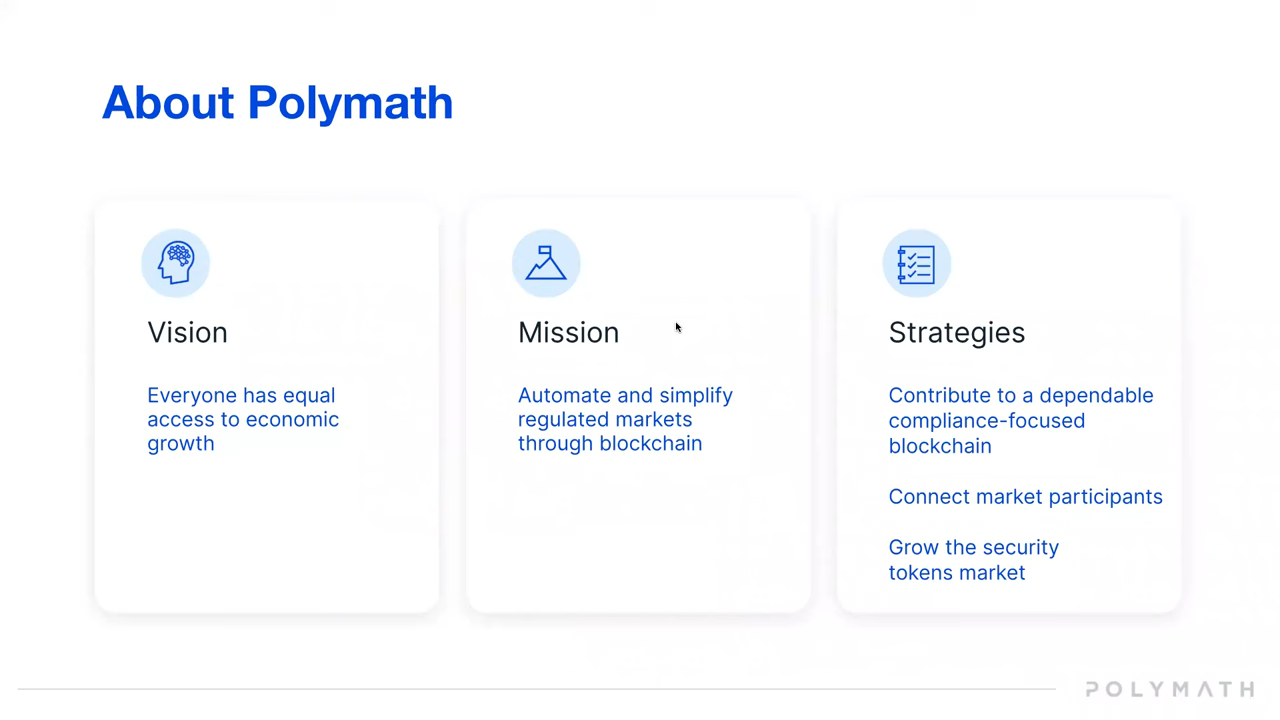 About Polymath
Vision
Everyone has equal
access to economic
growth
Mission
Automate and simplify
regulated markets
through blockchain
Strategies
Contribute to a dependable
compliance-focused
blockchain
Connect market participants
Grow the security
tokens market
POLYMATH